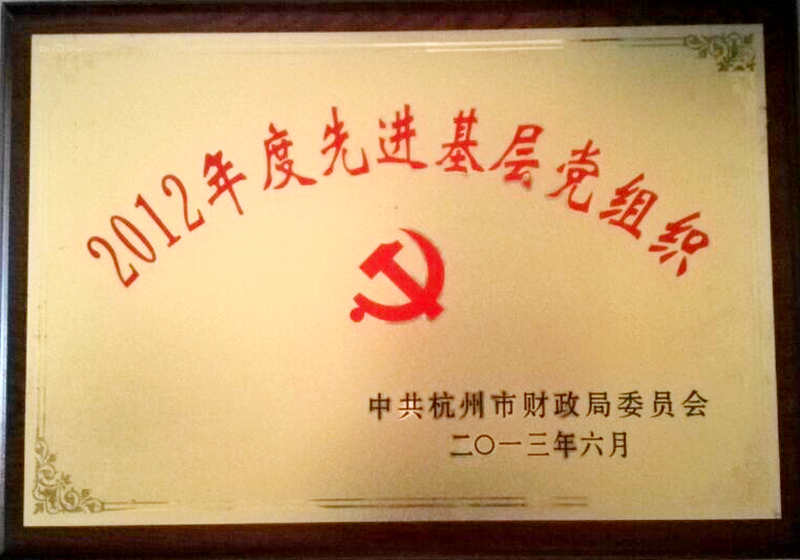 2012年度先进基层党组织
中共杭州市财政局委员会
二〇一三年六月